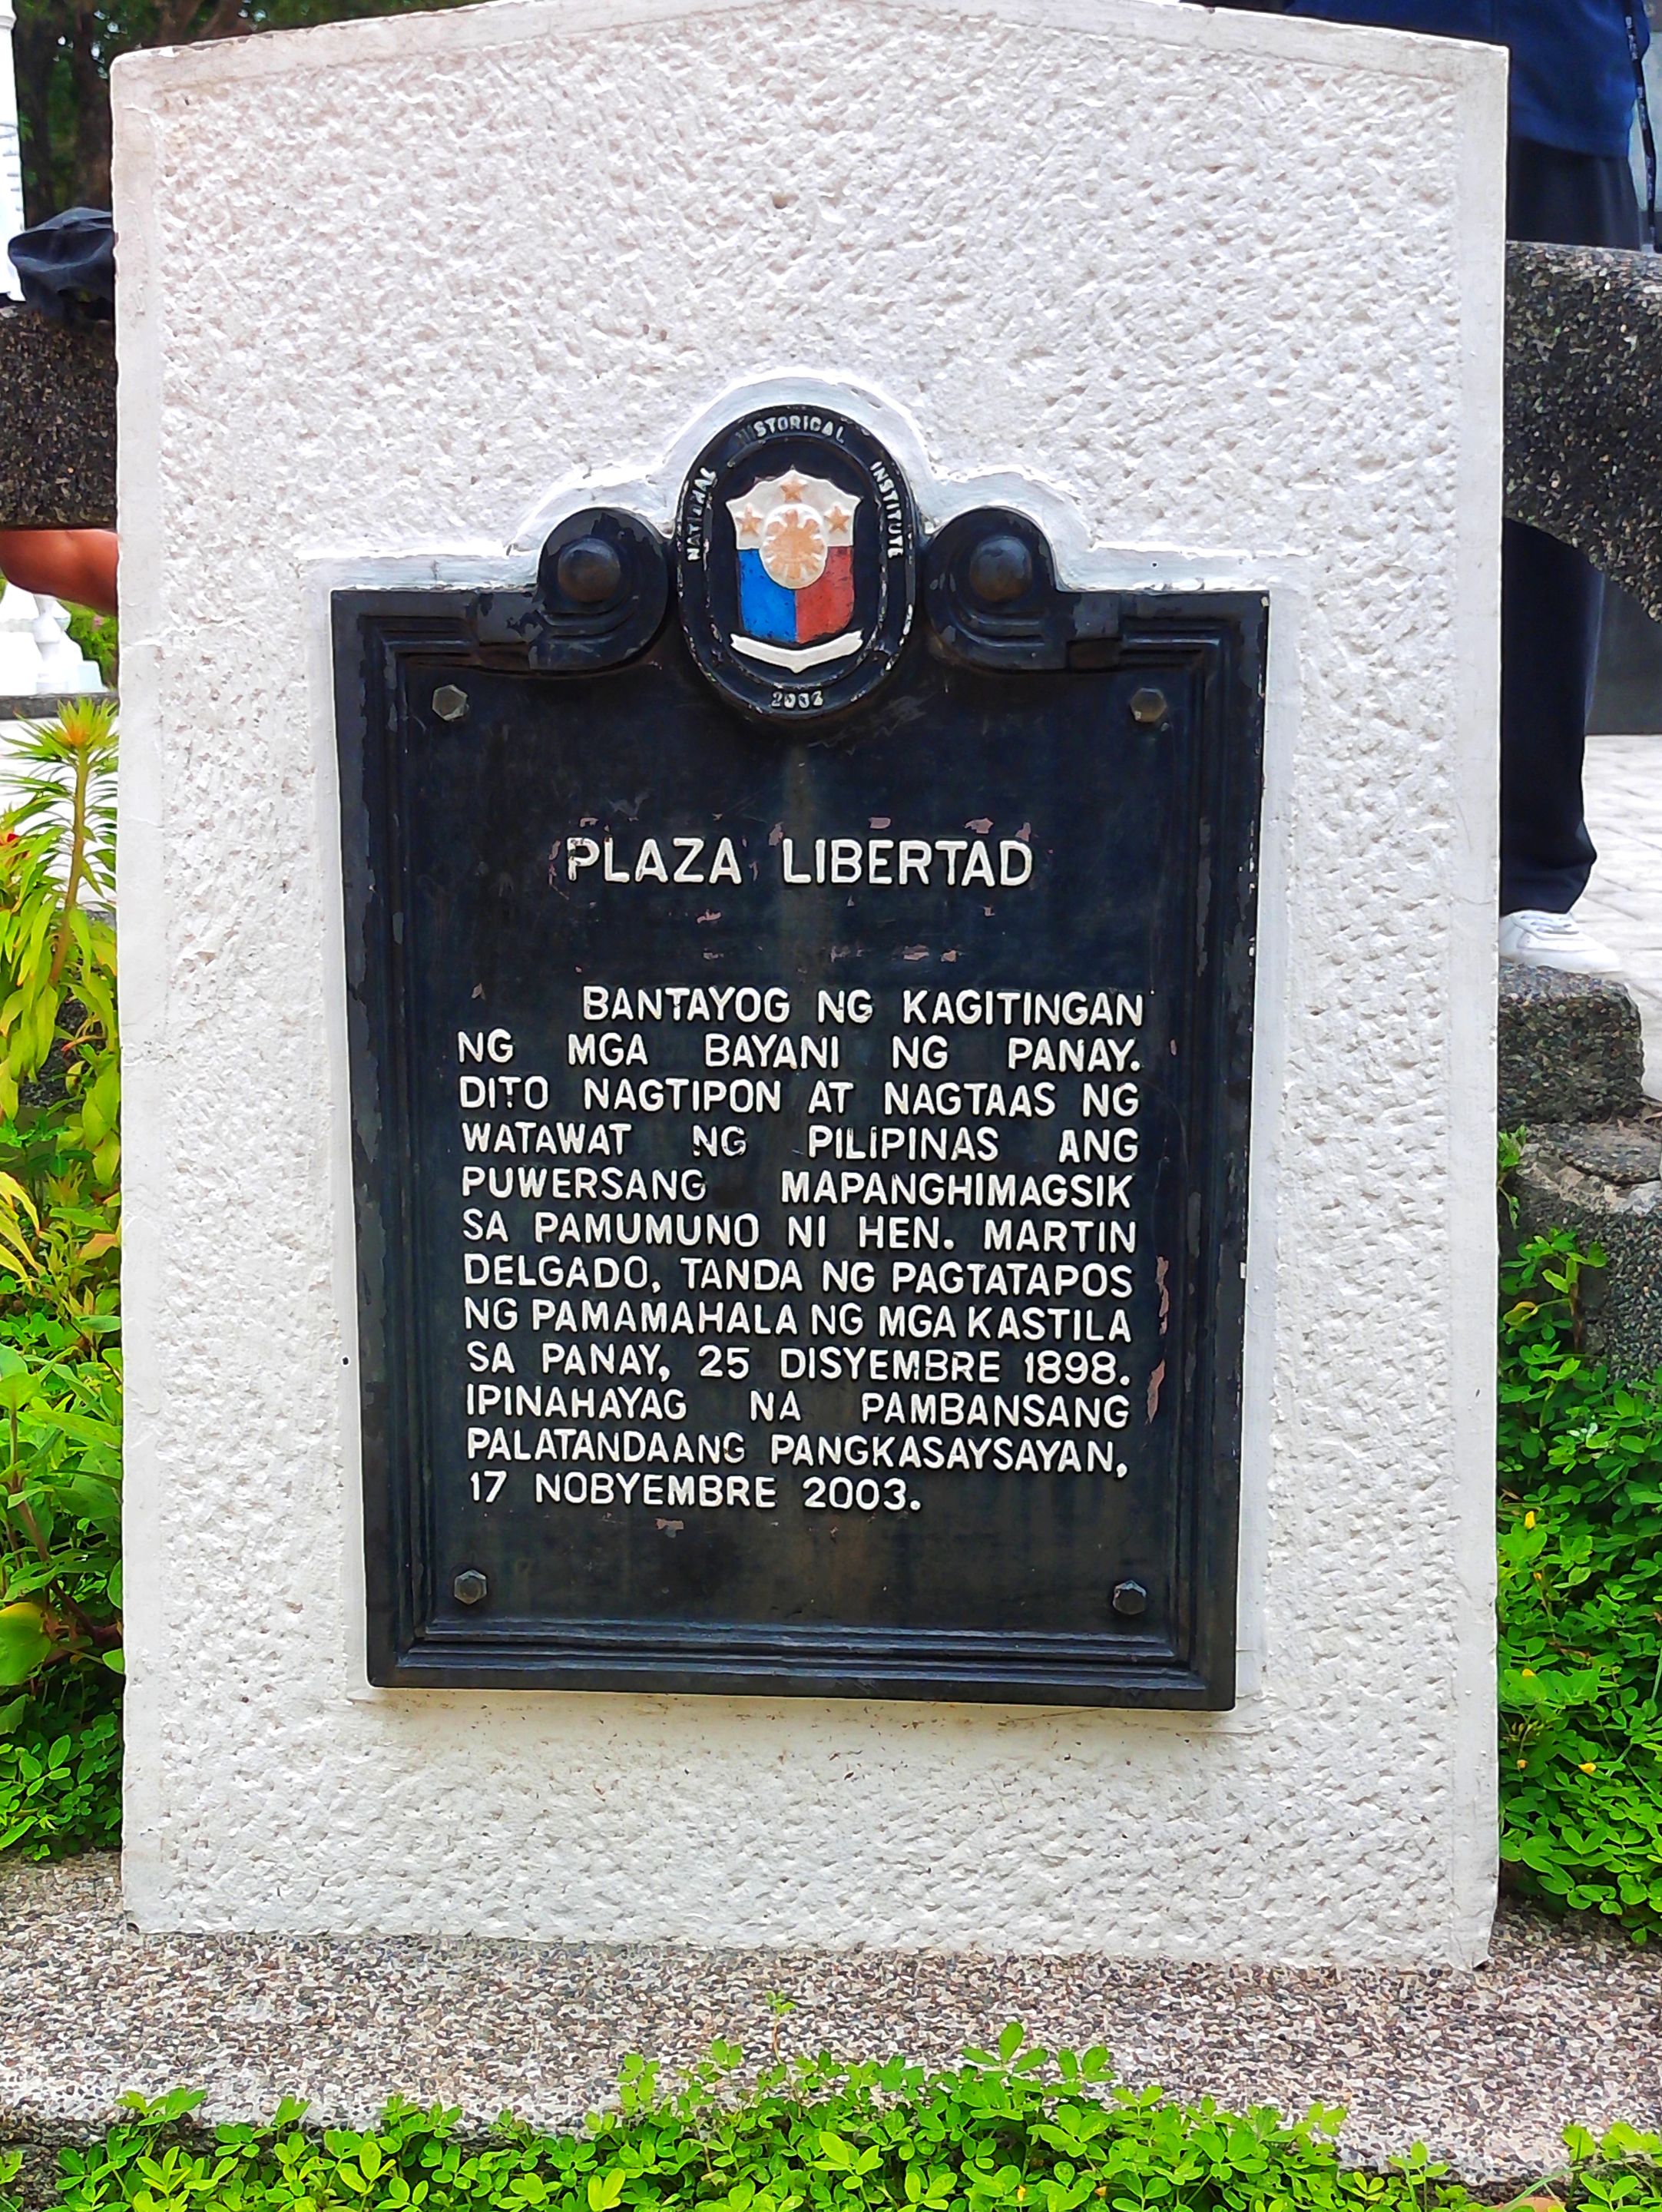 NATIONAL HISTORICAL INSTITUTE
PLAZA LIBERTAD
BANTAYOG NG KAGITINGAN
NG MGA BAYANI NG PANAY.
DITO NAGTIPON AT NAGTAAS NG
WATAWAT NG PILIPINAS ANG
PUWERSANG MAPANGHIMAGSIK
SA PAMUMUNO NI HEN. MARTIN
DELGADO, TANDA NG PAGTATAPOS
NG PAMAMAHALA NG MGA KASTILA
SA PANAY, 25 DISYEMBRE 1898.
IPINAHAYAG NA PAMBANSANG
PALATANDAANG PANGKASAYSAYAN,
17 NOBYEMBRE 2003.